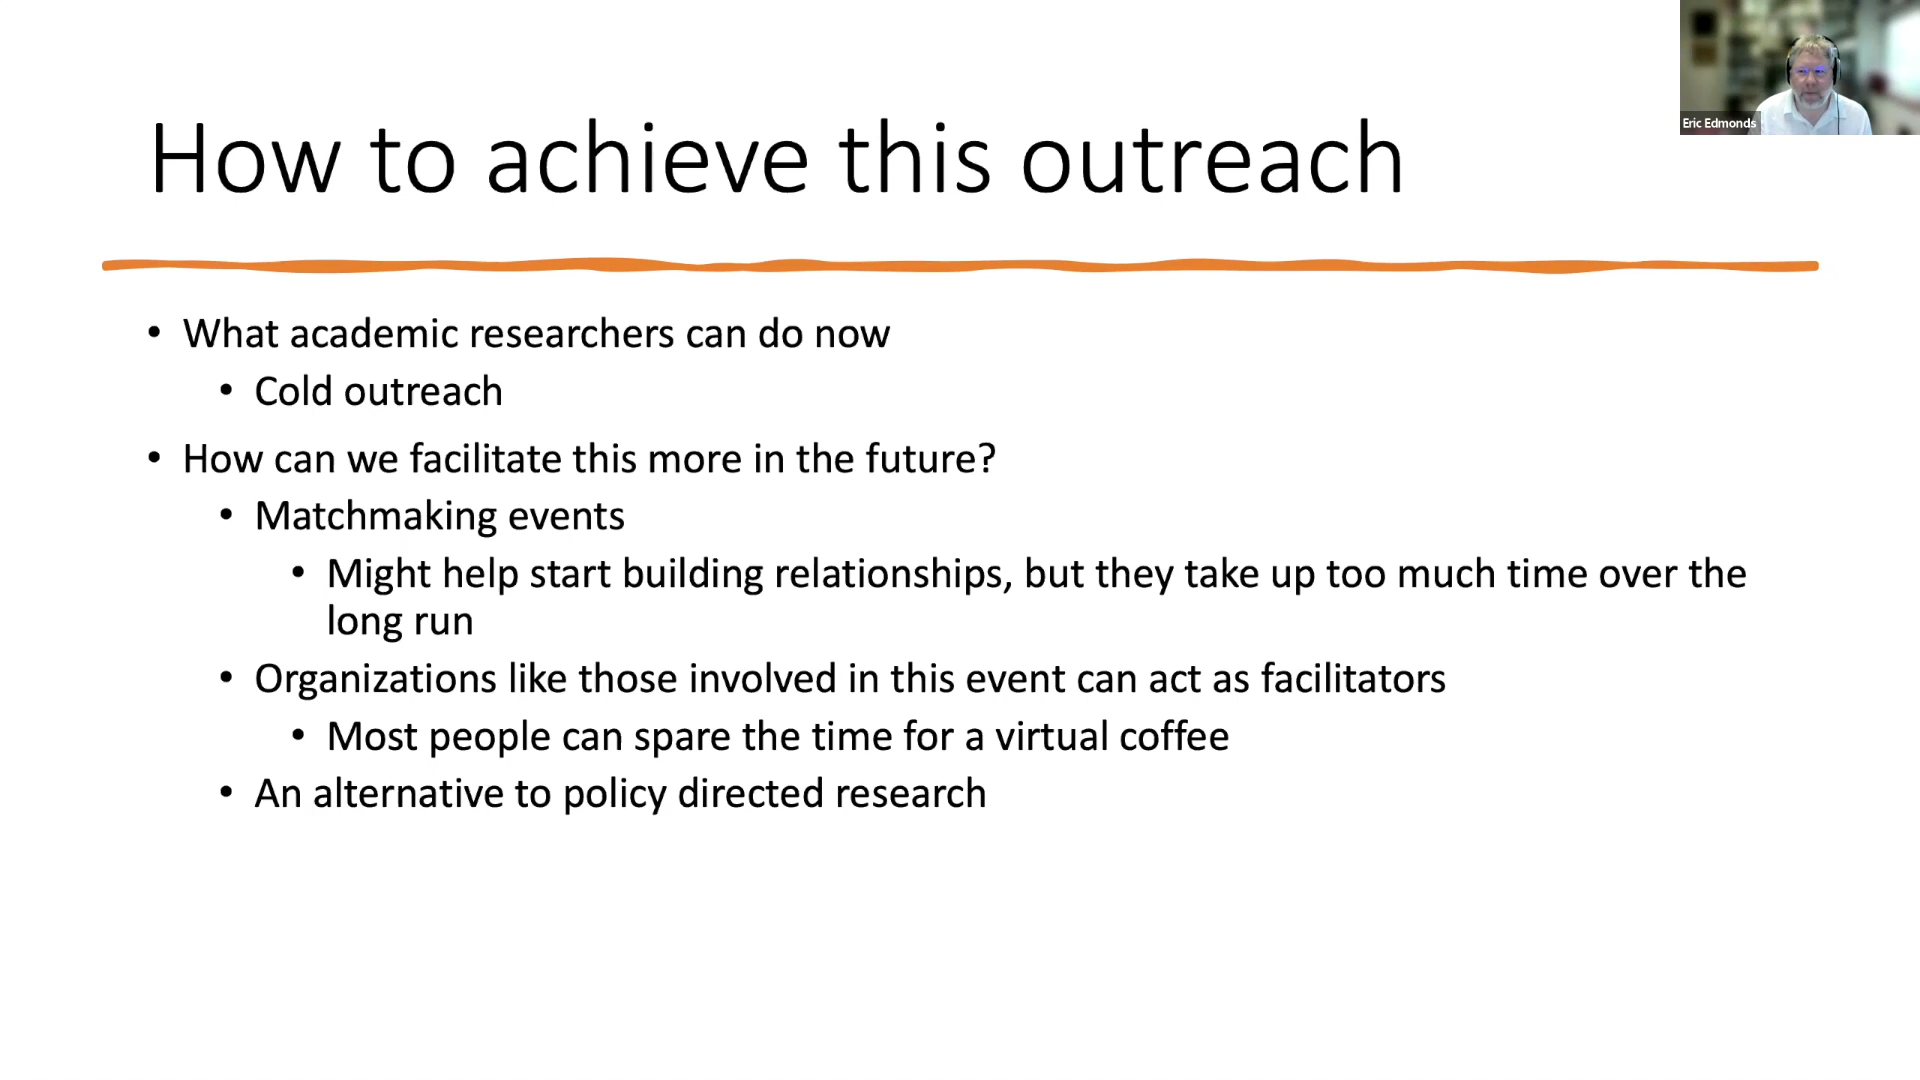 How to achieve this outreach
Eric Edmonds
• What academic researchers can do now
• Cold outreach
• How can we facilitate this more in the future?
• Matchmaking events
• Might help start building relationships, but they take up too much time over the
long run
• Organizations like those involved in this event can act as facilitators
• Most people can spare the time for a virtual coffee
• An alternative to policy directed research